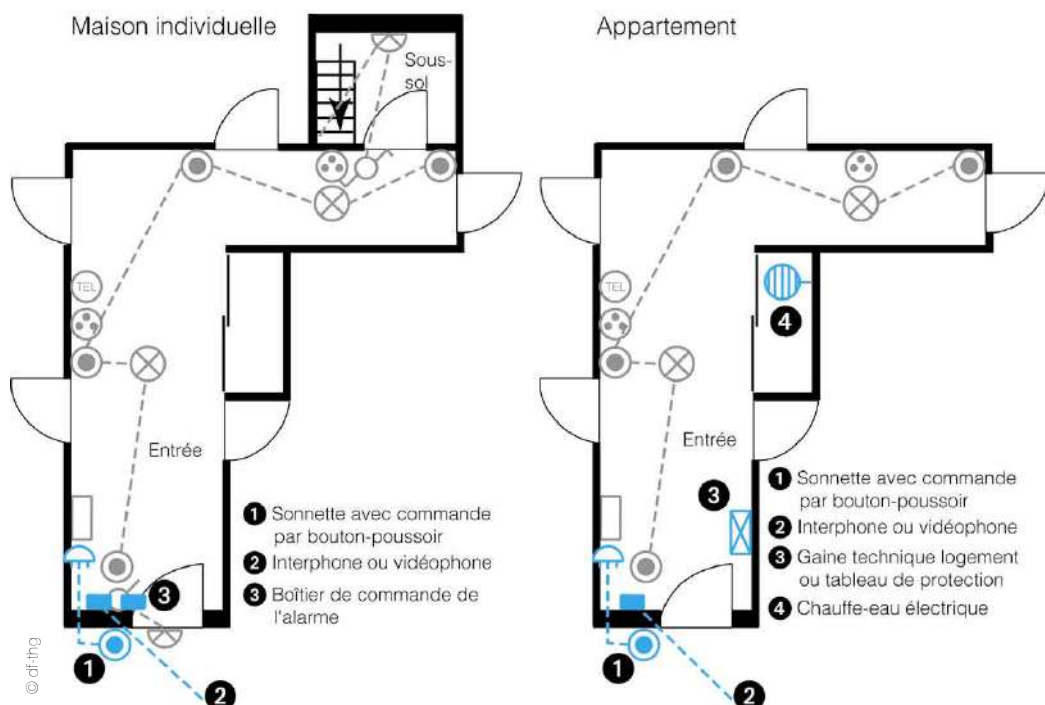 Maison individuelle
Sous-
sol
TEL
Entrée
3
1 Sonnette avec commande
par bouton-poussoir
2 Interphone ou vidéophone
3 Boîtier de commande de
l'alarme
1
2
© df-thg
Appartement
TEL
4
Entrée
3
1 Sonnette avec commande
par bouton-poussoir
2 Interphone ou vidéophone
3 Gaine technique logement
ou tableau de protection
4 Chauffe-eau électrique
1
2